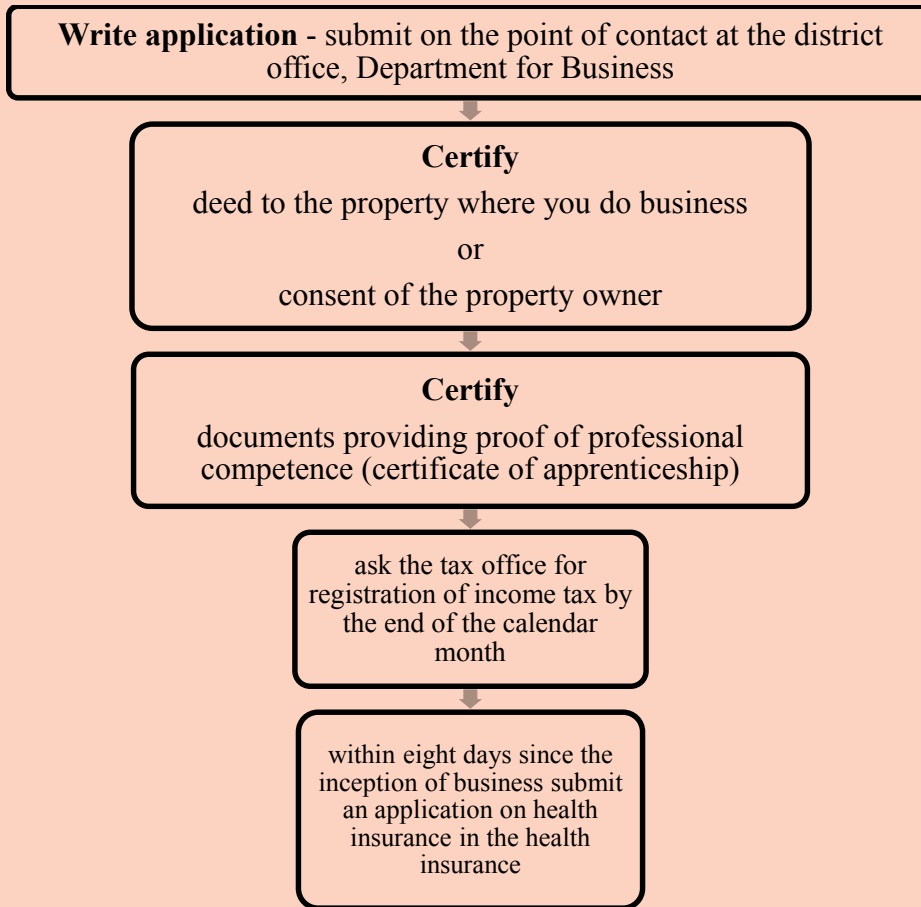 Write application - submit on the point of contact at the district
office, Department for Business
Certify
deed to the property where you do business
or
consent of the property owner
Certify
documents providing proof of professional
competence (certificate of apprenticeship)
ask the tax office for
registration of income tax by
the end of the calendar
month
within eight days since the
inception of business submit
an application on health
insurance in the health
insurance